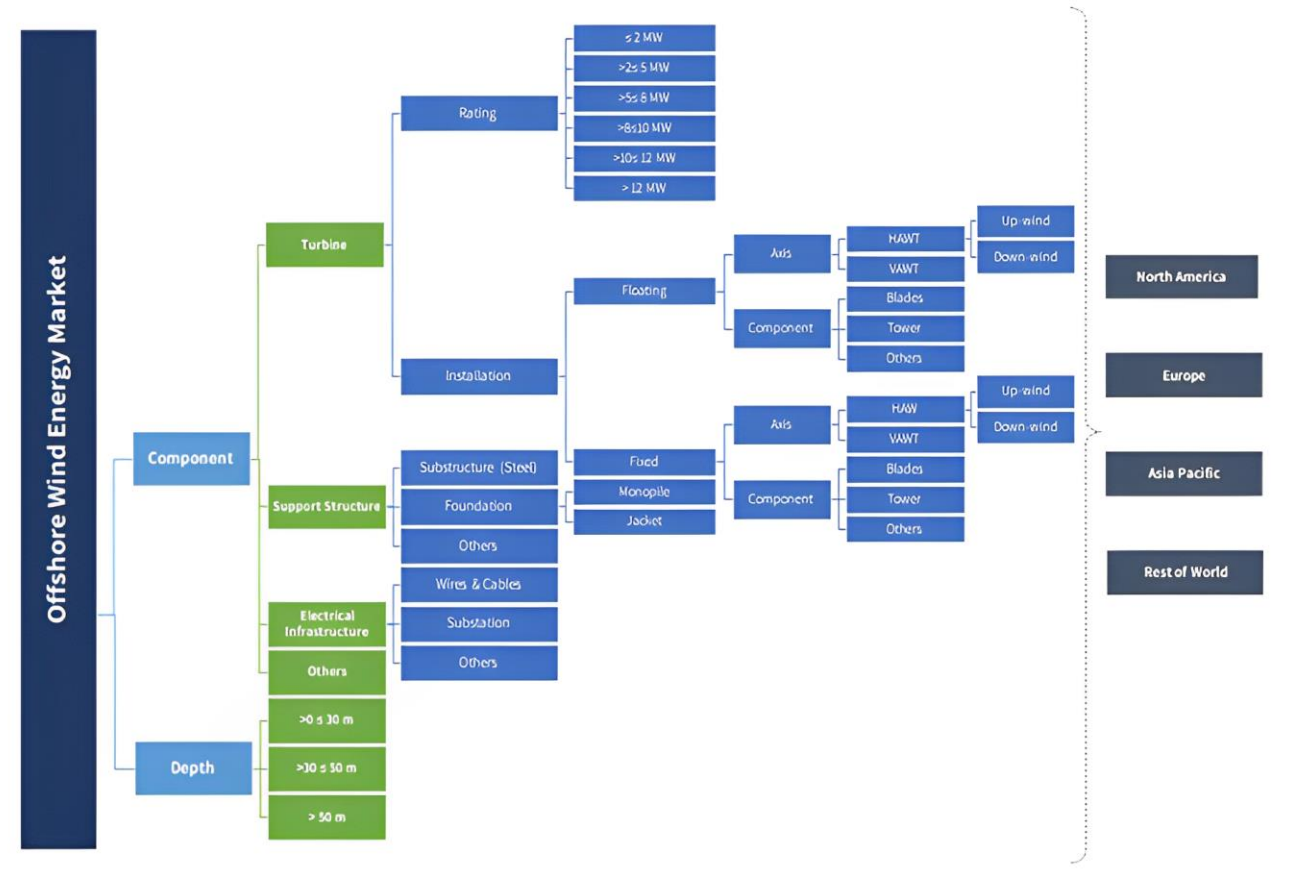 Offshore Wind Energy Market
Component
Depth
Turbine
Support Structure
Electrical
Infrastructure
Others
>0 ≤ 30 m
>30 ≤ 50 m
> 50 m
Rating
Installation
Substructure (Steel)
Foundation
Others
Wires & Cables
Substation
Others
≤ 2 MW
>2≤ 5 MW
>5≤ 8 MW
>8≤10 MW
>10≤ 12 MW
> 12 MW
Floating
Fixed
Monopile
Jacket
Axis
Component
Axis
Component
HAWT
VAWT
Blades
Tower
Others
HAW
VAWT
Blades
Tower
Others
Up-wind
Down-wind
Up-wind
Down-wind
North America
Europe
Asia Pacific
Rest of World